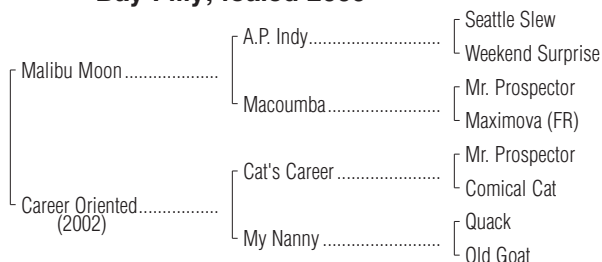 Bay Filly, foaled
Seattle Slew
A.P. Indy
Weekend Surprise
Malibu Moon
Mr. Prospector
Macoumba
Maximova (FR)
Mr. Prospector
Cat's Career
Comical Cat
Career Oriented
(2002)
Quack
My Nanny
Old Goat